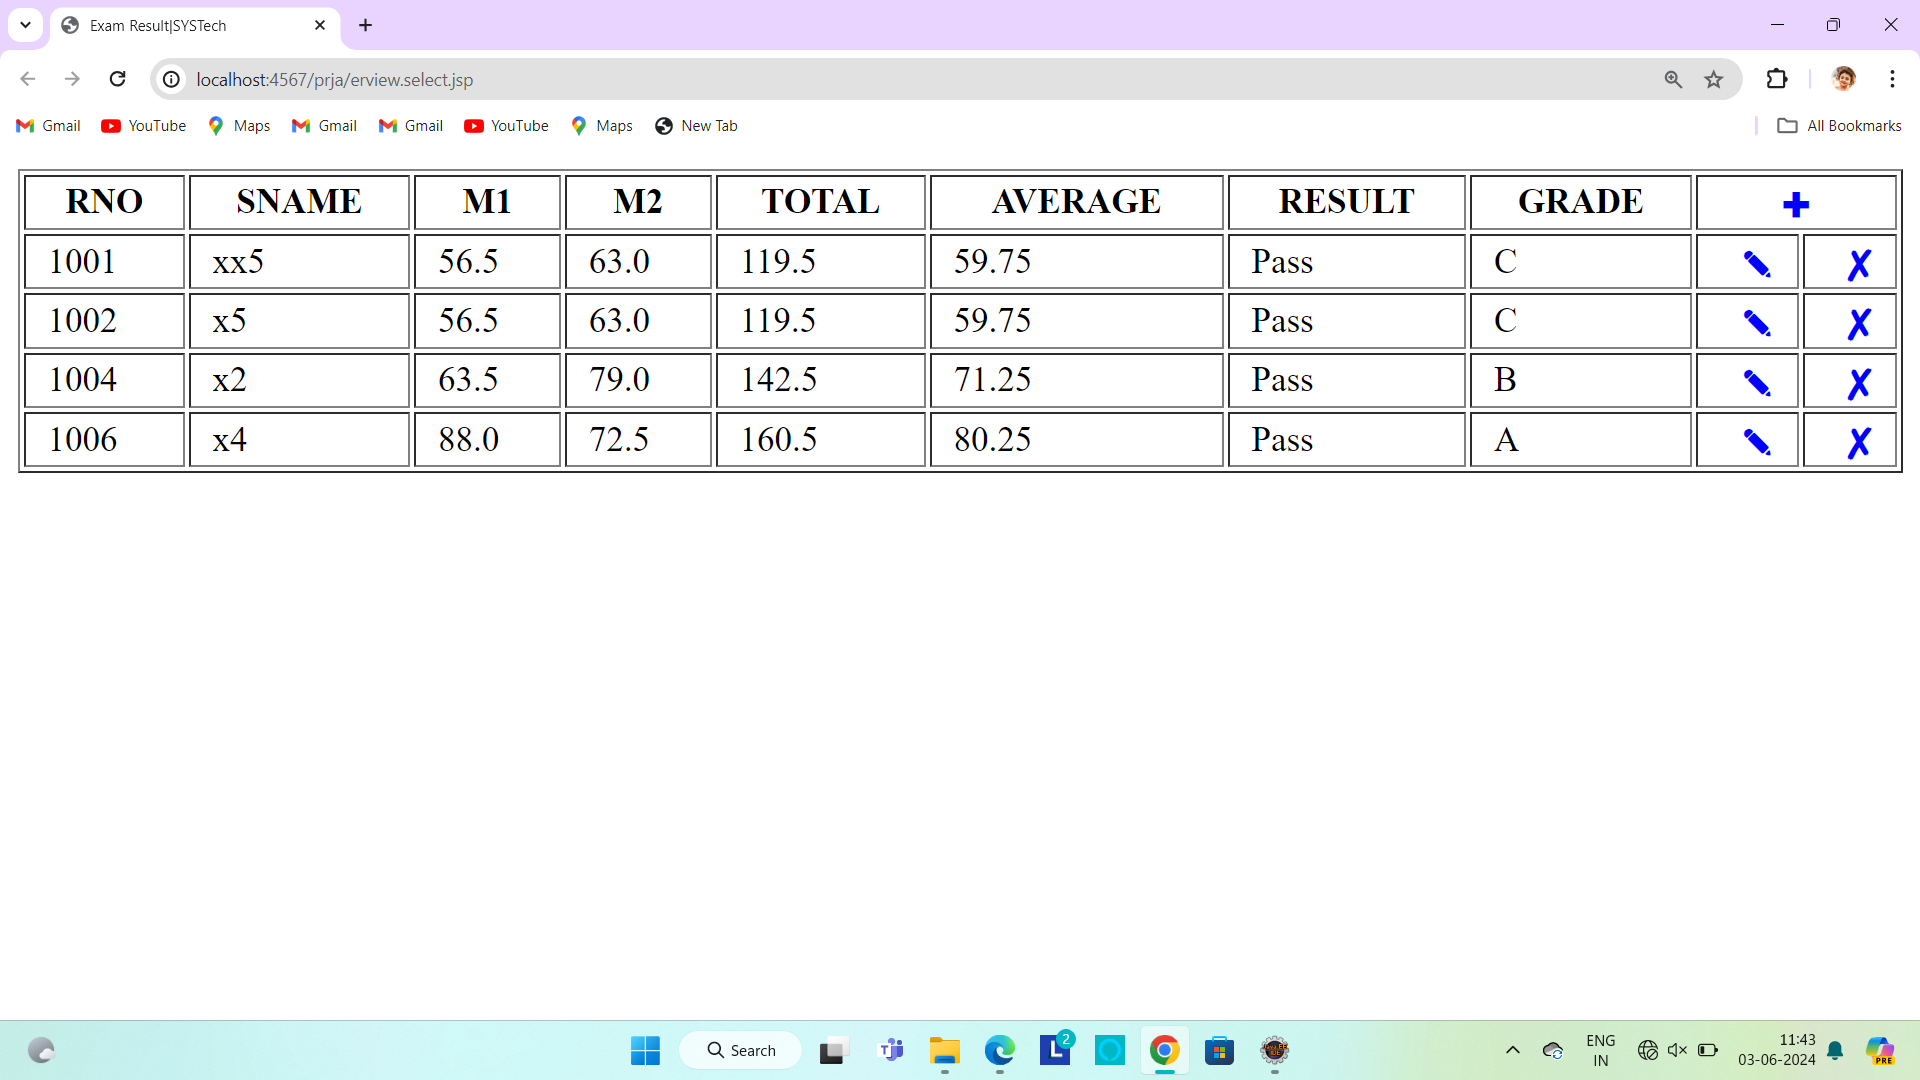 Exam Result|SYSTech
localhost:4567/prja/erview.select.jsp
Gmail YouTube Maps Gmail Gmail YouTube Maps New Tab All Bookmarks
RNO SNAME M1 M2 TOTAL AVERAGE RESULT GRADE ✚
1001 xx5 56.5 63.0 119.5 59.75 Pass C ✎ ✗
1002 x5 56.5 63.0 119.5 59.75 Pass C ✎ ✗
1004 x2 63.5 79.0 142.5 71.25 Pass B ✎ ✗
1006 x4 88.0 72.5 160.5 80.25 Pass A ✎ ✗
Search L 2 ENG 11:43
IN 03-06-2024 PRE